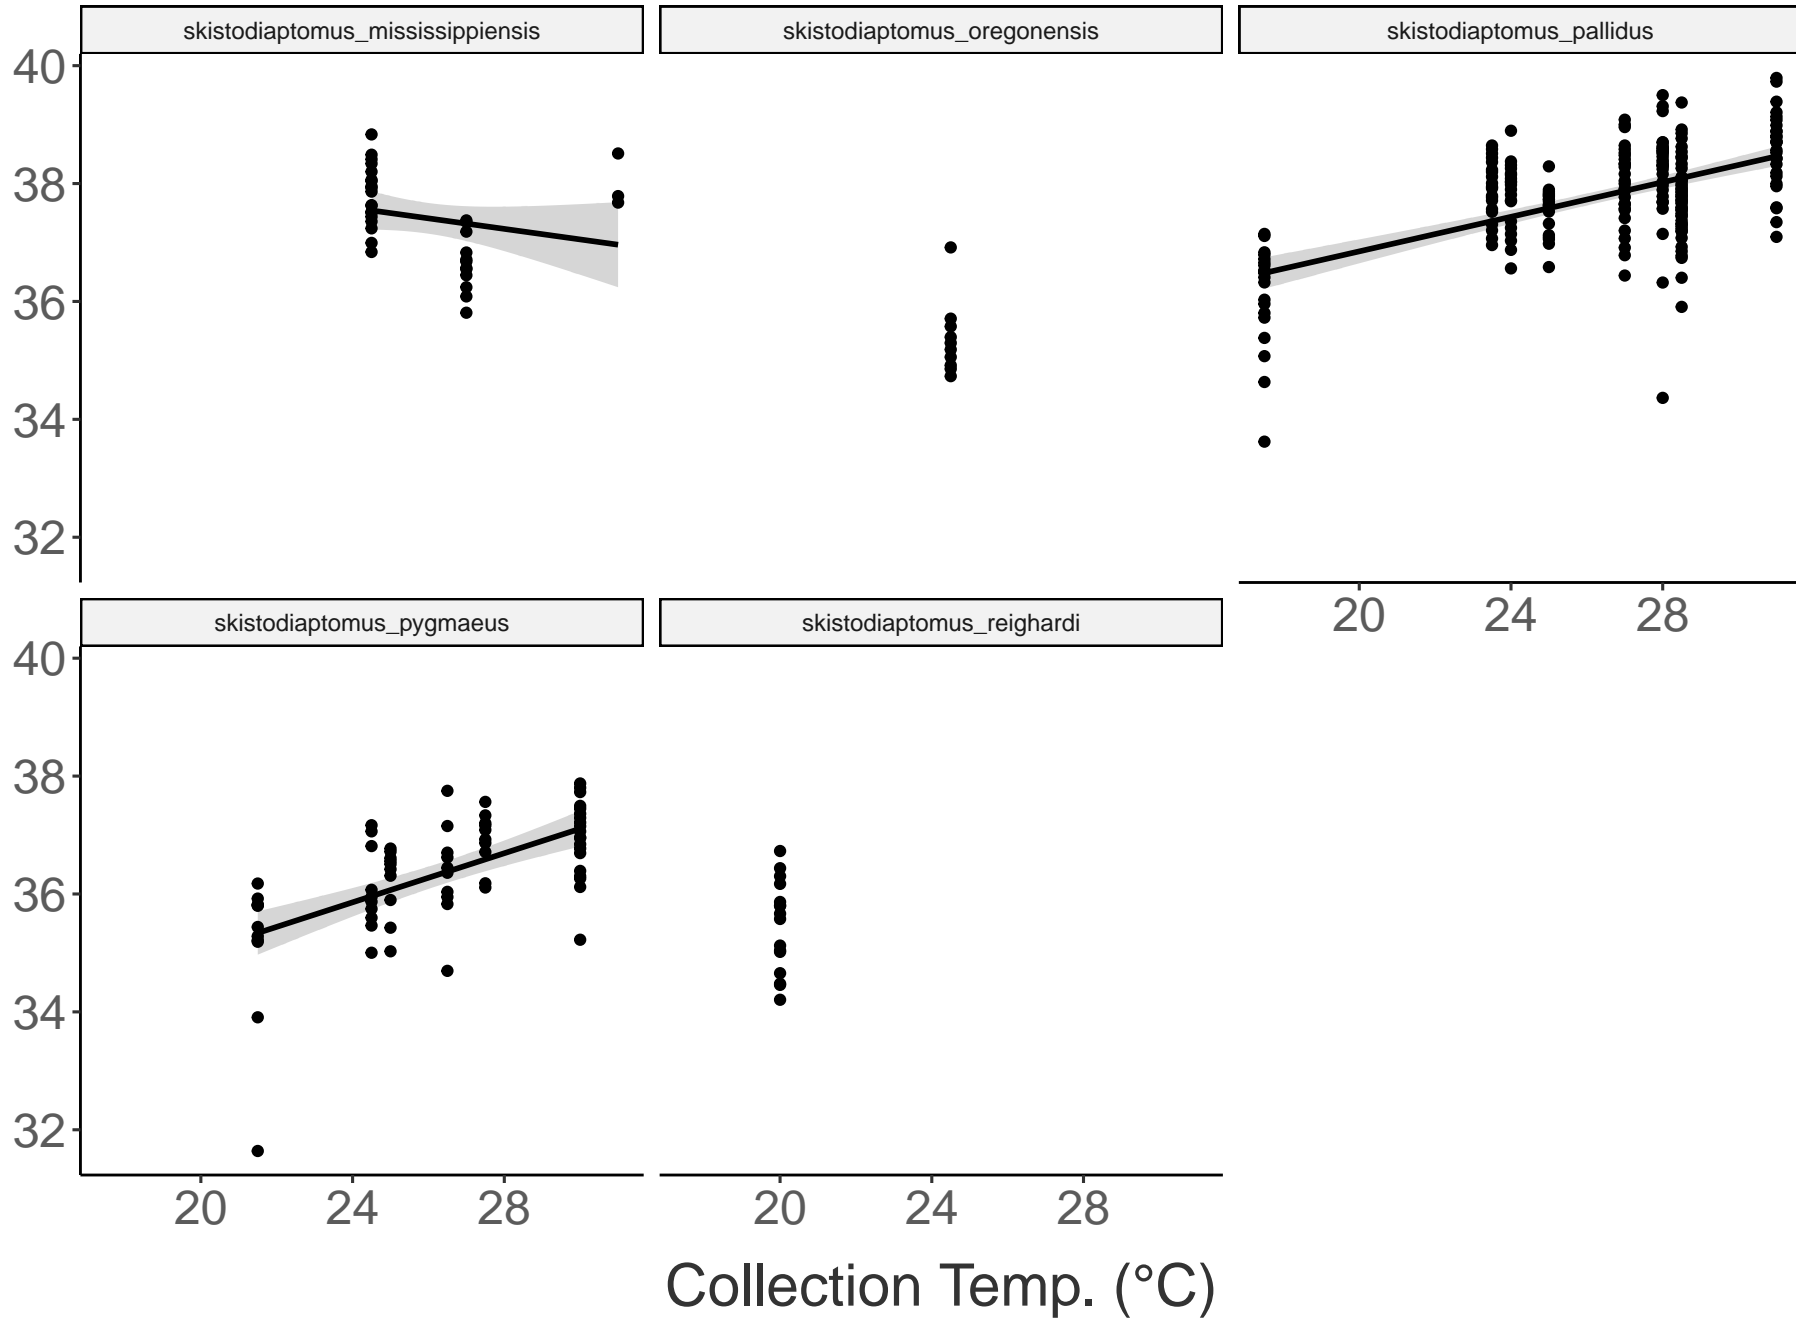 skistodiaptomus_mississippiensis
skistodiaptomus_oregonensis
skistodiaptomus_pallidus
40
38
36
34
32
20 24 28
skistodiaptomus_pygmaeus
skistodiaptomus_reighardi
40
38
36
34
32
20 24 28
20 24 28
Collection Temp. (°C)